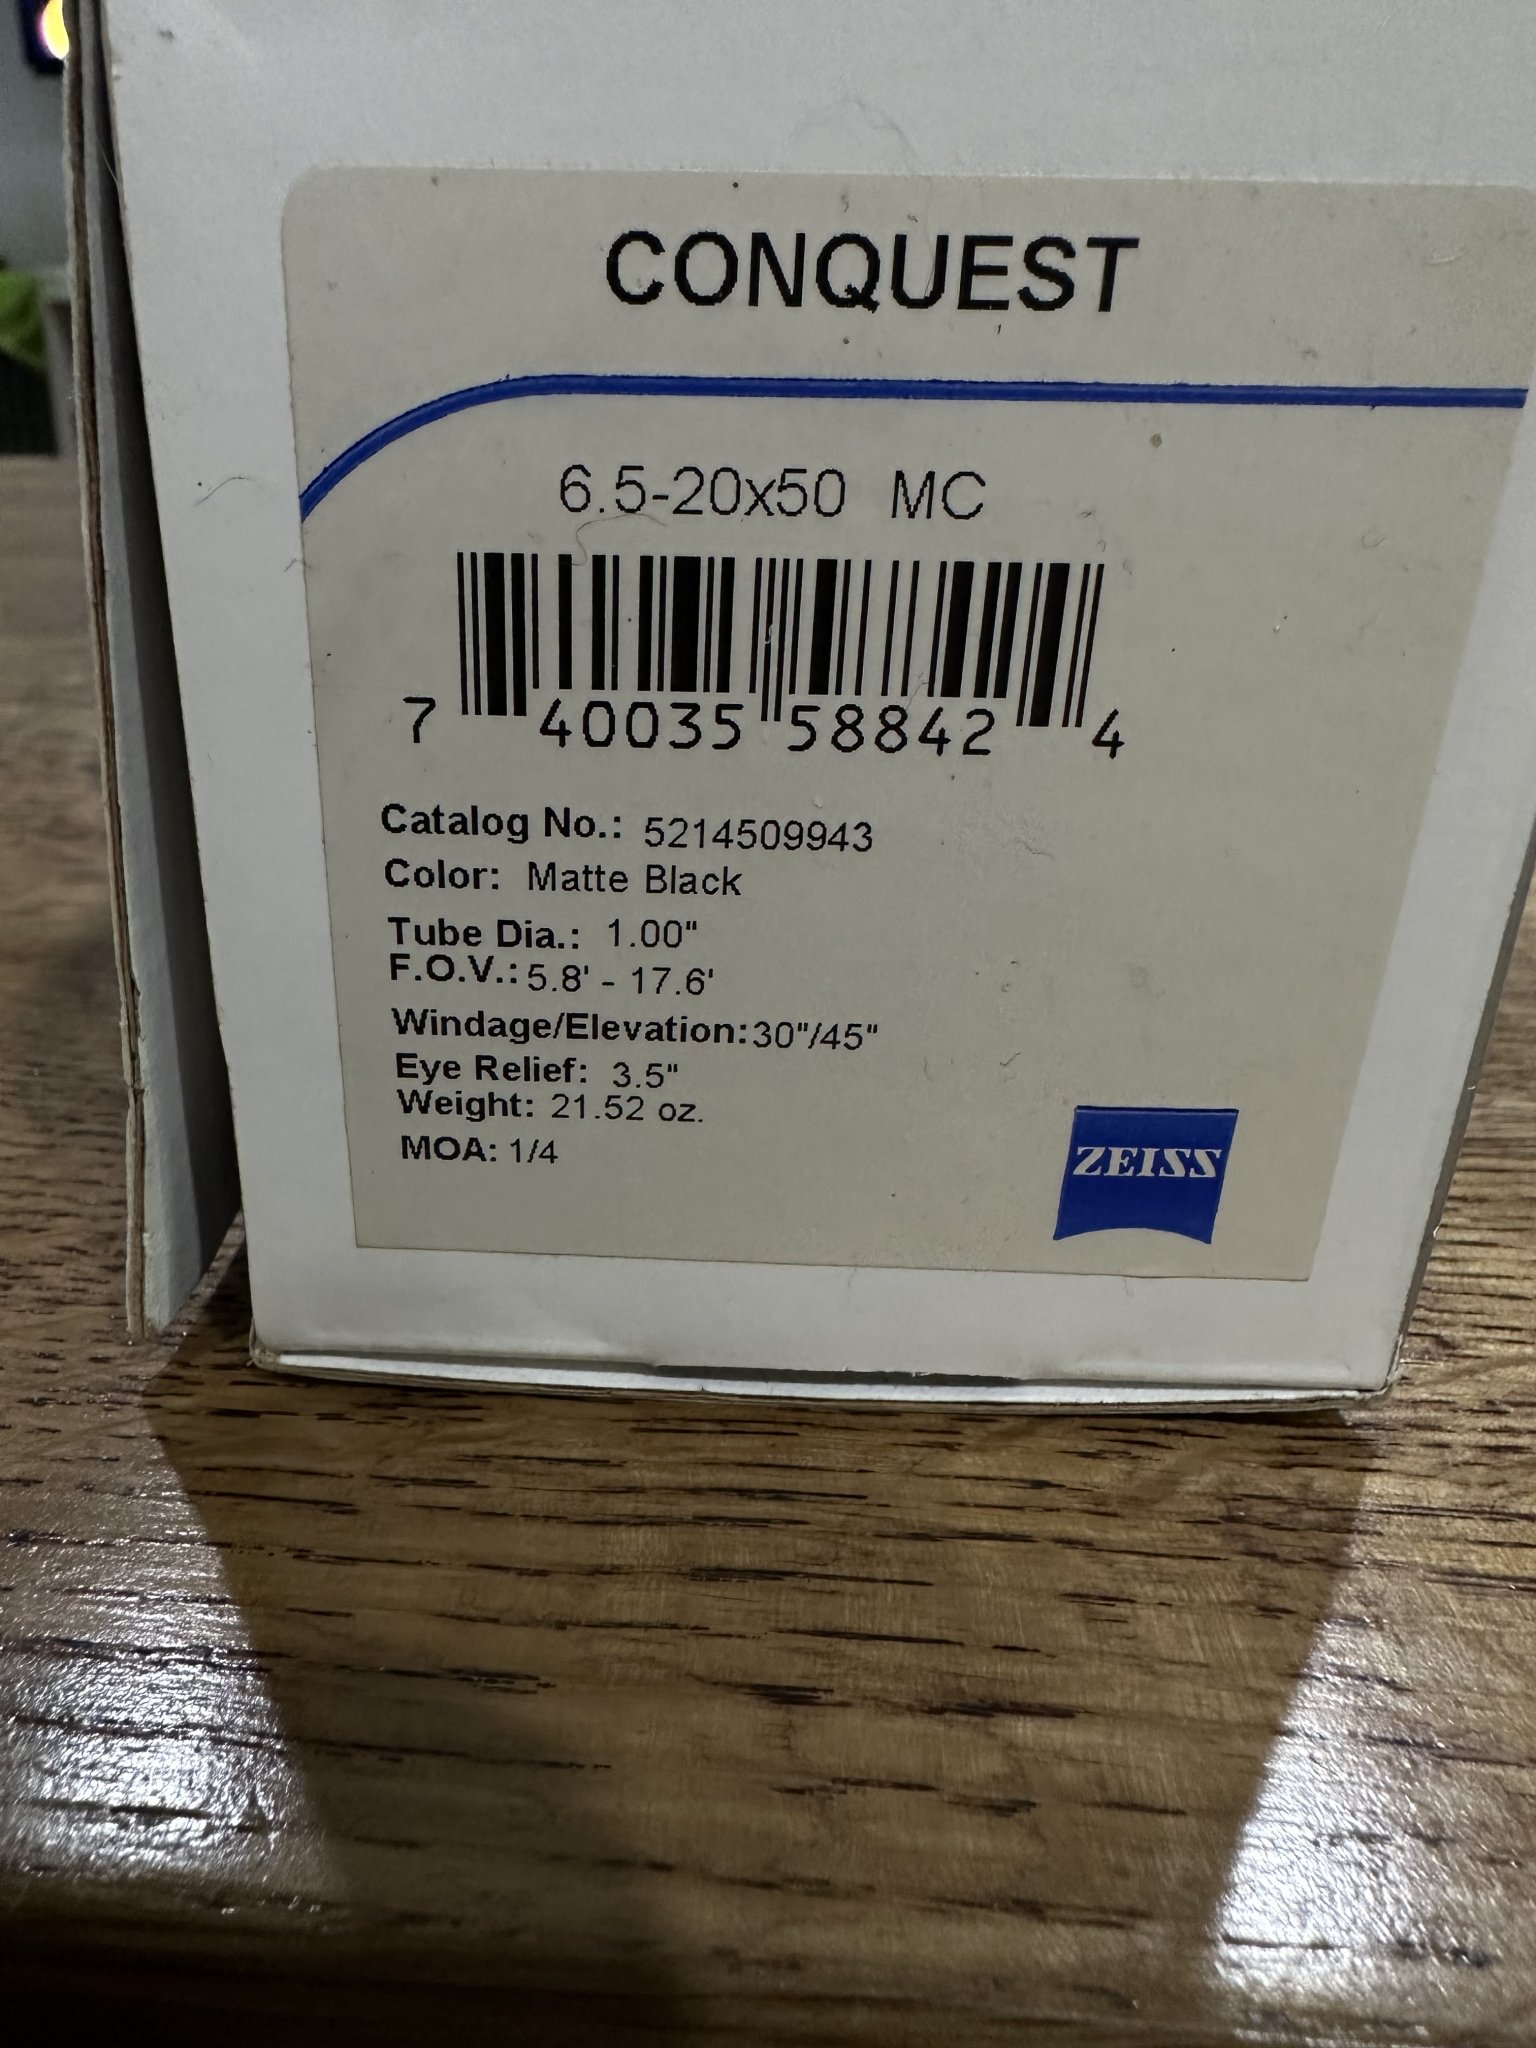 CONQUEST
6.5-20x50 MC
7 40035 58842 4
Catalog No.: 5214509943
Color: Matte Black
Tube Dia.: 1.00"
F.O.V.: 5.8' - 17.6'
Windage/Elevation: 30"/45"
Eye Relief: 3.5"
Weight: 21.52 oz.
MOA: 1/4
ZEISS